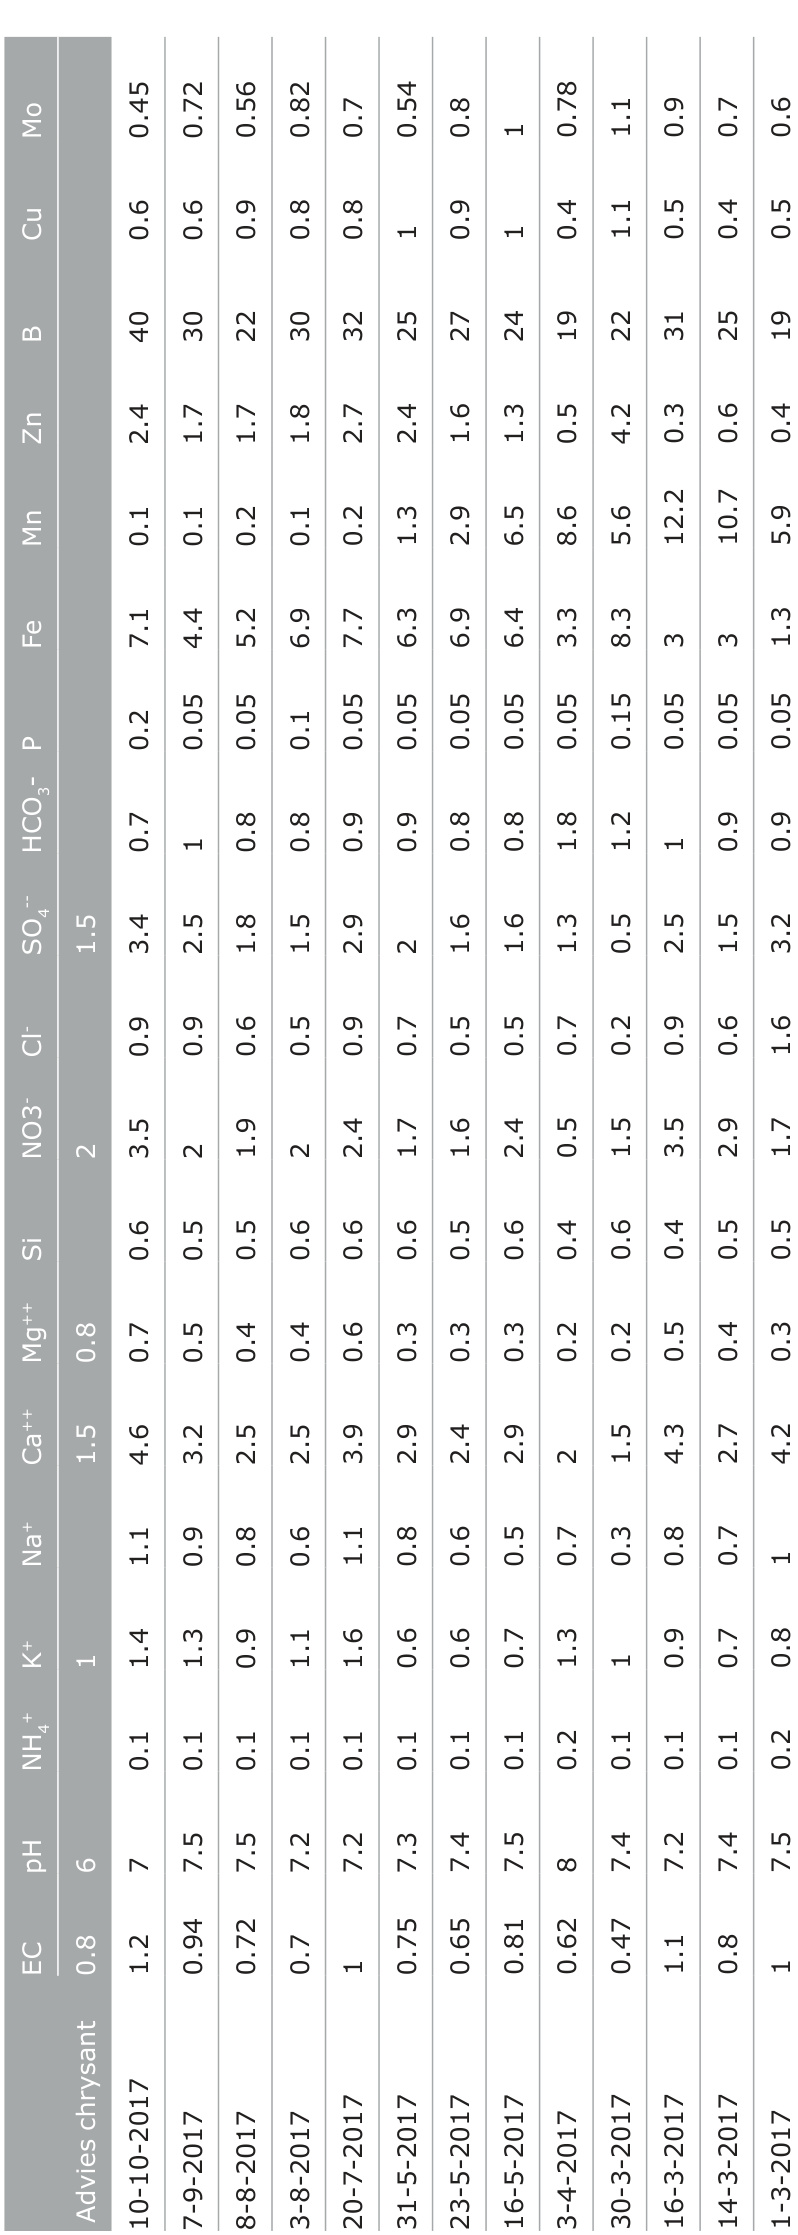 EC pH NH4+ K+ Na+ Ca++ Mg++ Si NO3- Cl- SO4-- HCO3- P Fe Mn Zn B Cu Mo
Advies chrysant 0.8 6 1 1.5 0.8 2 1.5
10-10-2017 1.2 7 0.1 1.4 1.1 4.6 0.7 0.6 3.5 0.9 3.4 0.7 0.2 7.1 0.1 2.4 40 0.6 0.45
7-9-2017 0.94 7.5 0.1 1.3 0.9 3.2 0.5 0.5 2 0.9 2.5 1 0.05 4.4 0.1 1.7 30 0.6 0.72
8-8-2017 0.72 7.5 0.1 0.9 0.8 2.5 0.4 0.5 1.9 0.6 1.8 0.8 0.05 5.2 0.2 1.7 22 0.9 0.56
3-8-2017 0.7 7.2 0.1 1.1 0.6 2.5 0.4 0.6 2 0.5 1.5 0.8 0.1 6.9 0.1 1.8 30 0.8 0.82
20-7-2017 1 7.2 0.1 1.6 1.1 3.9 0.6 0.6 2.4 0.9 2.9 0.9 0.05 7.7 0.2 2.7 32 0.8 0.7
31-5-2017 0.75 7.3 0.1 0.6 0.8 2.9 0.3 0.6 1.7 0.7 2 0.9 0.05 6.3 1.3 2.4 25 1 0.54
23-5-2017 0.65 7.4 0.1 0.6 0.6 2.4 0.3 0.5 1.6 0.5 1.6 0.8 0.05 6.9 2.9 1.6 27 0.9 0.8
16-5-2017 0.81 7.5 0.1 0.7 0.5 2.9 0.3 0.6 2.4 0.5 1.6 0.8 0.05 6.4 6.5 1.3 24 1 1
3-4-2017 0.62 8 0.2 1.3 0.7 2 0.2 0.4 0.5 0.7 1.3 1.8 0.05 3.3 8.6 0.5 19 0.4 0.78
30-3-2017 0.47 7.4 0.1 1 0.3 1.5 0.2 0.6 1.5 0.2 0.5 1.2 0.15 8.3 5.6 4.2 22 1.1 1.1
16-3-2017 1.1 7.2 0.1 0.9 0.8 4.3 0.5 0.4 3.5 0.9 2.5 1 0.05 3 12.2 0.3 31 0.5 0.9
14-3-2017 0.8 7.4 0.1 0.7 0.7 2.7 0.4 0.5 2.9 0.6 1.5 0.9 0.05 3 10.7 0.6 25 0.4 0.7
1-3-2017 1 7.5 0.2 0.8 1 4.2 0.3 0.5 1.7 1.6 3.2 0.9 0.05 1.3 5.9 0.4 19 0.5 0.6